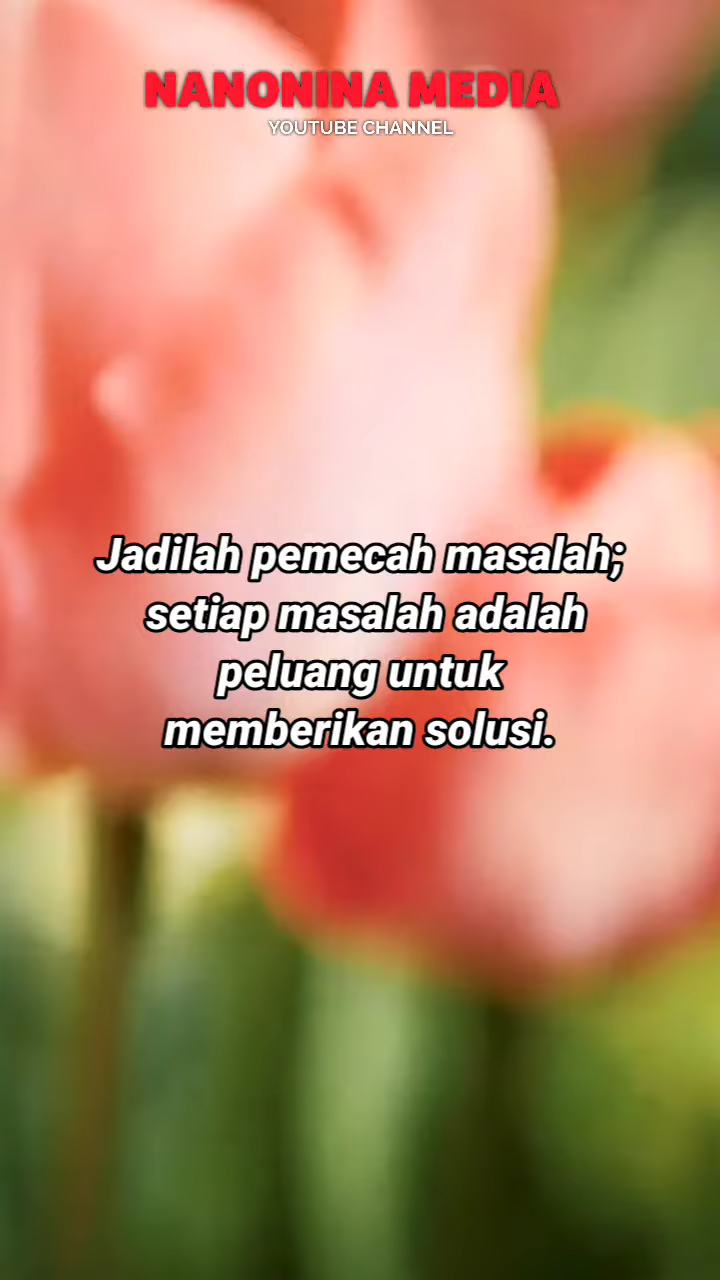 NANONINA MEDIA
YOUTUBE CHANNEL
Jadilah pemecah masalah;
setiap masalah adalah
peluang untuk
memberikan solusi.